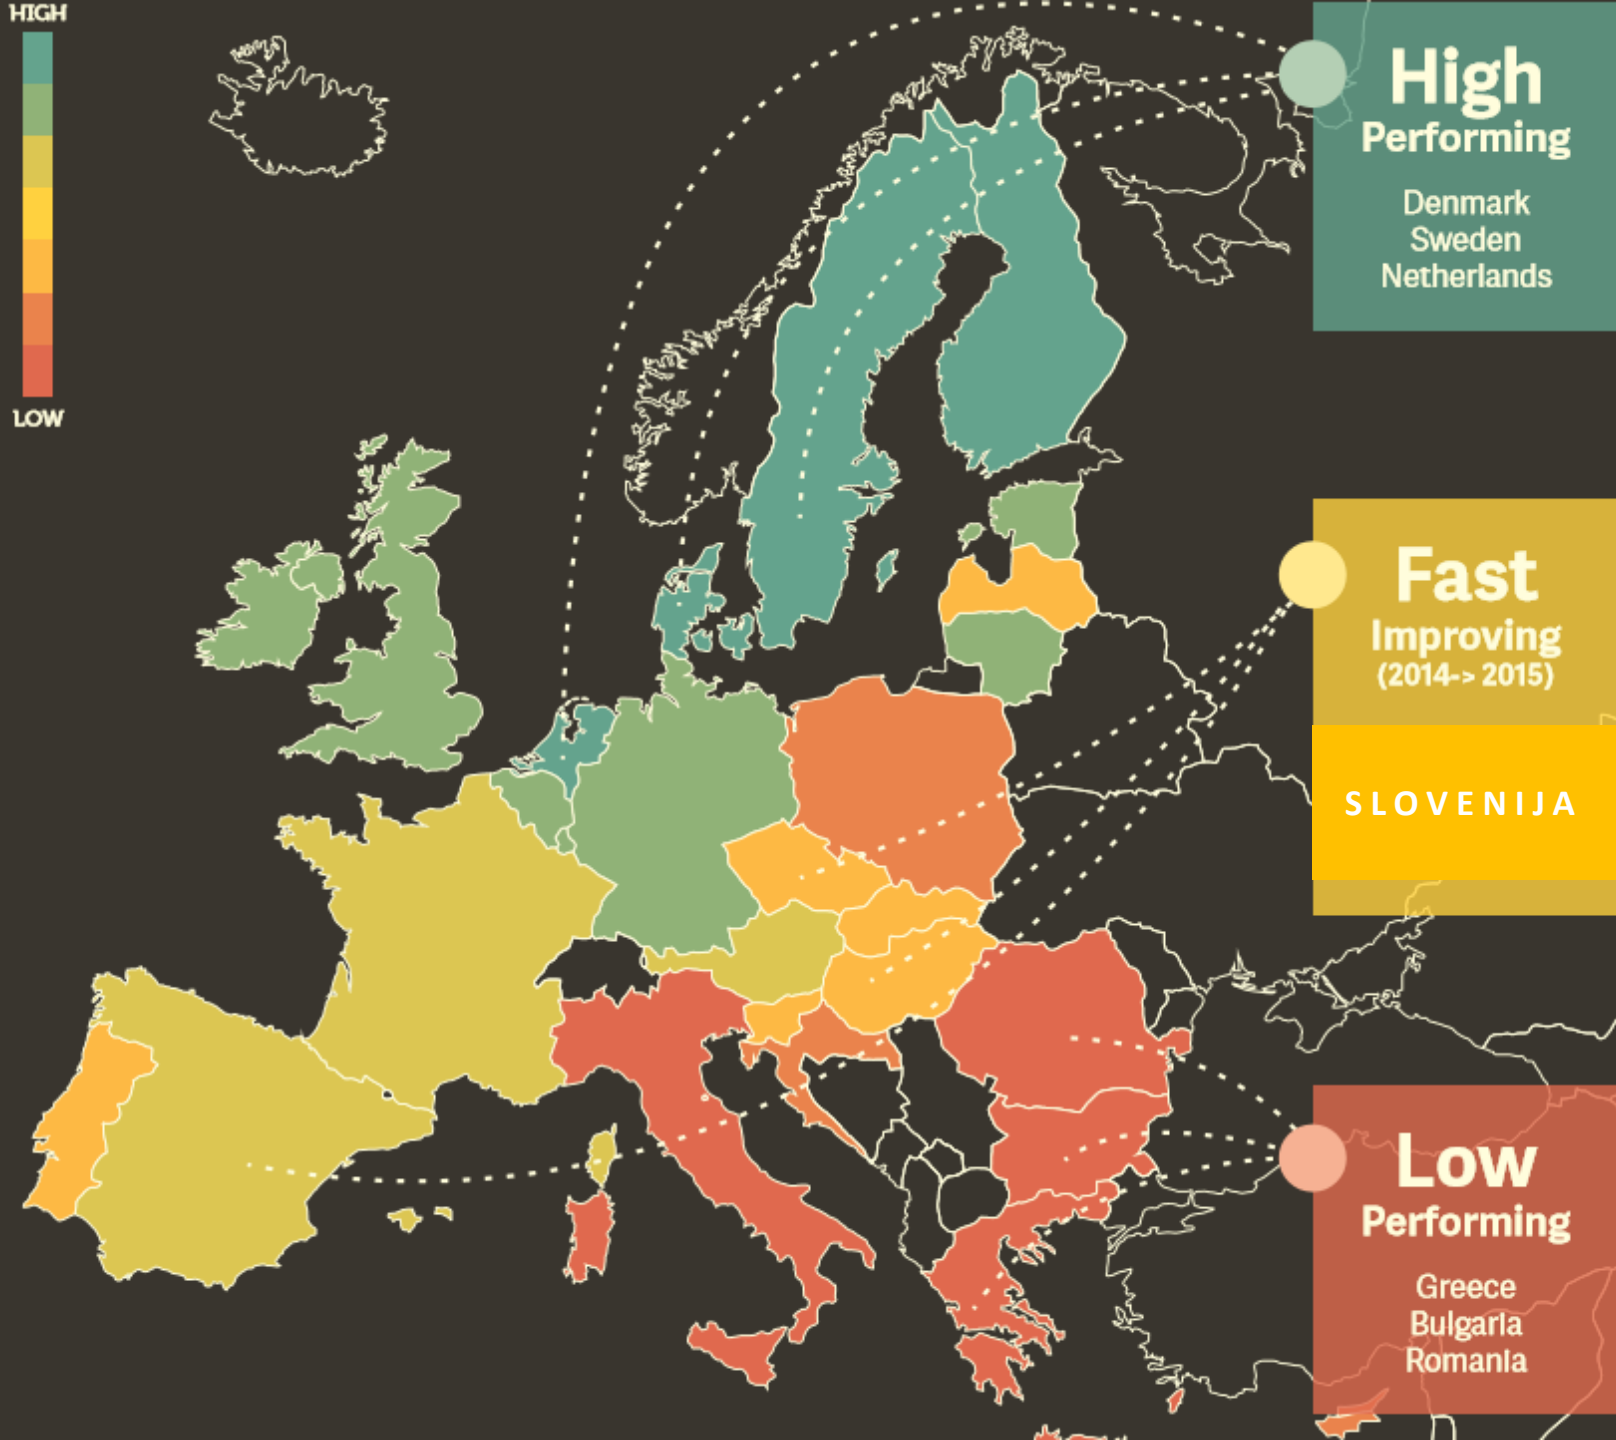 HIGH
LOW
High
Performing
Denmark
Sweden
Netherlands
Fast
Improving
(2014-> 2015)
SLOVENIJA
Low
Performing
Greece
Bulgaria
Romania